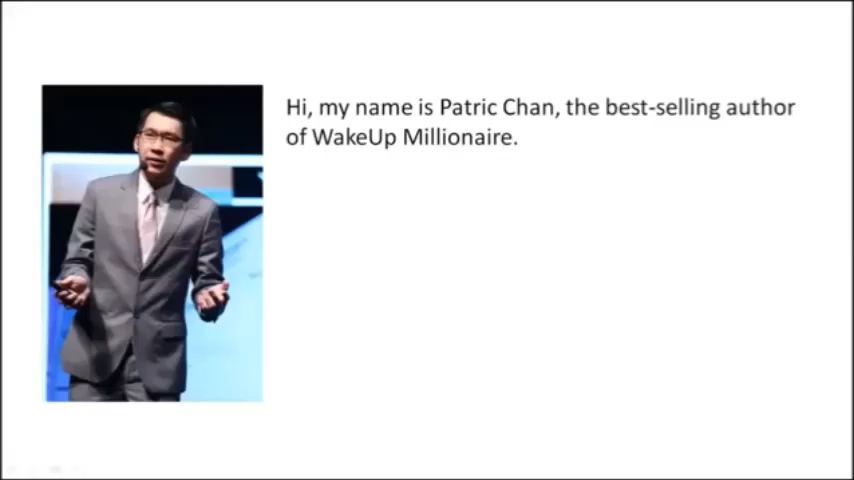 Hi, my name is Patric Chan, the best-selling author
of WakeUp Millionaire.